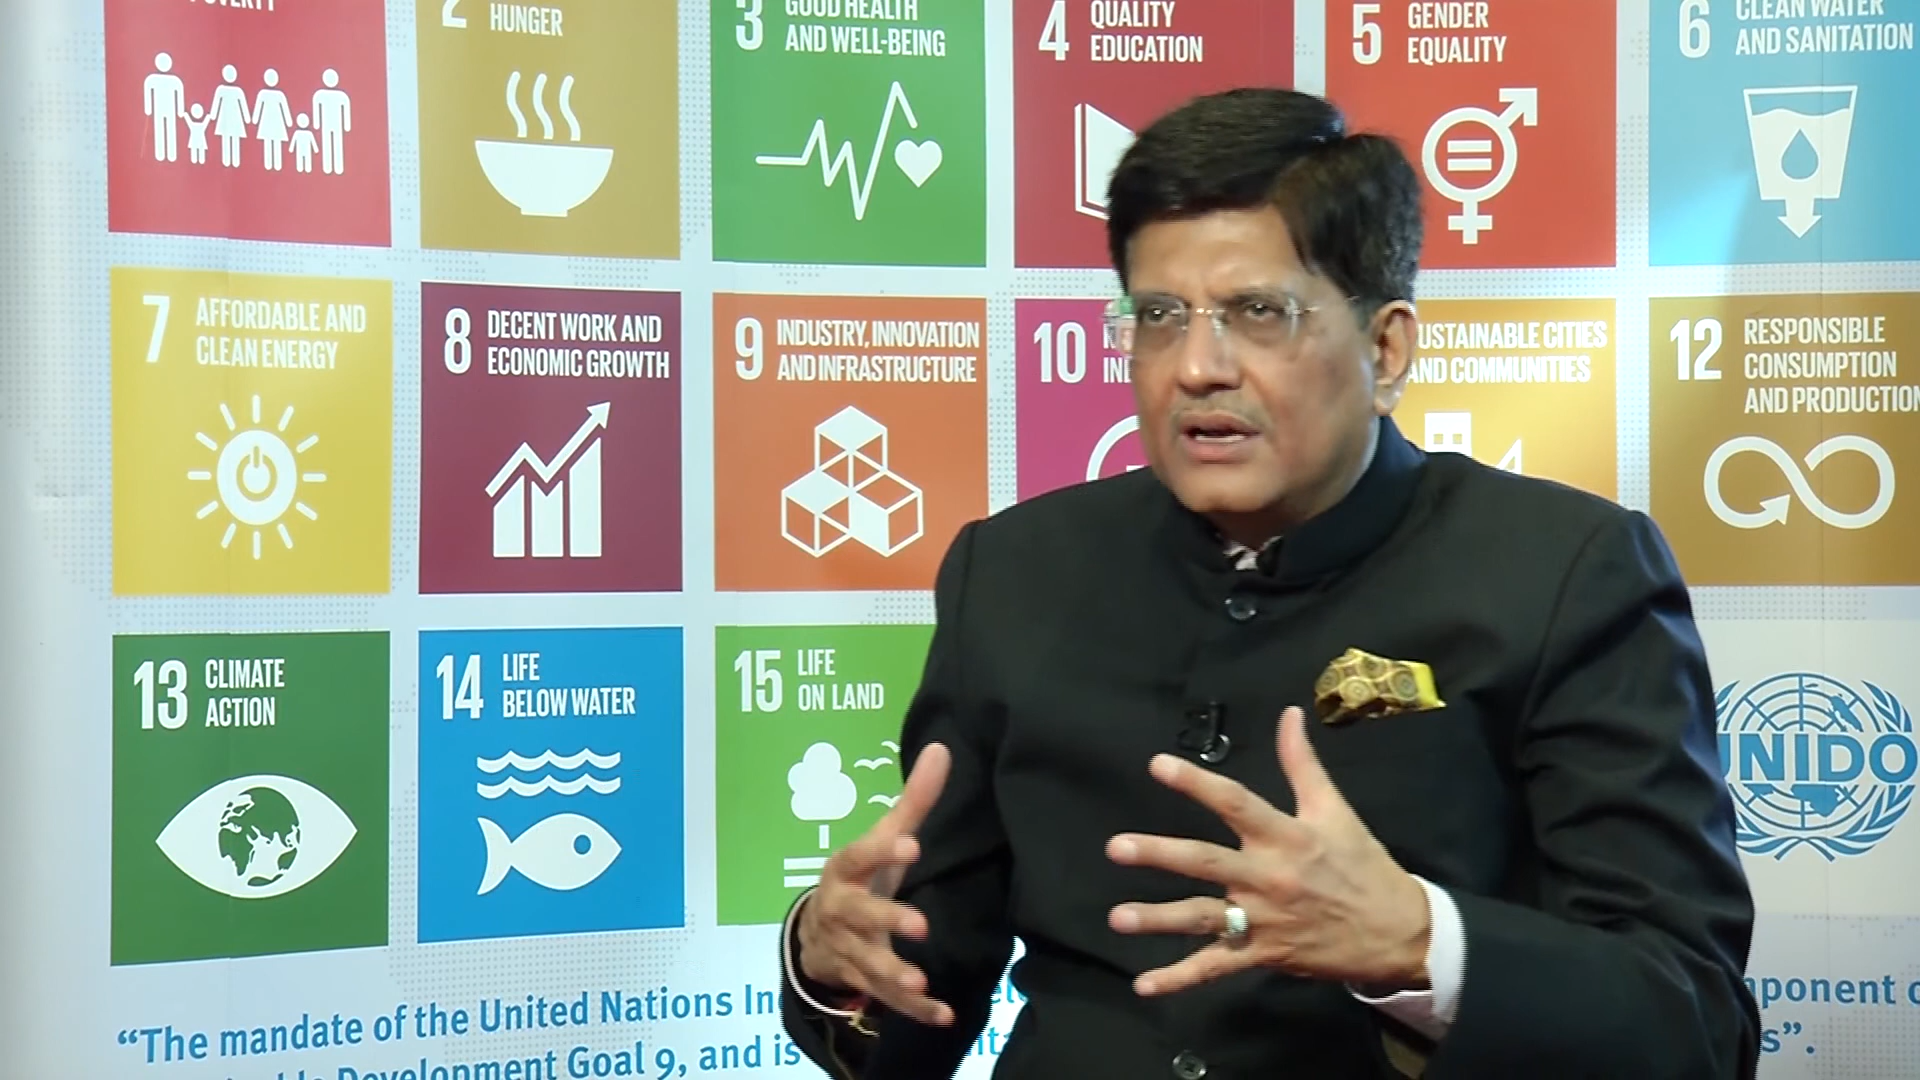 2
HUNGER
3
GOOD HEALTH
AND WELL-BEING
4
QUALITY
EDUCATION
5
GENDER
EQUALITY
6
CLEAN WATER
AND SANITATION
7
AFFORDABLE AND
CLEAN ENERGY
8
DECENT WORK AND
ECONOMIC GROWTH
9
INDUSTRY, INNOVATION
AND INFRASTRUCTURE
10
USTAINABLE CITIES
AND COMMUNITIES
12
RESPONSIBLE
CONSUMPTION
AND PRODUCTION
13
CLIMATE
ACTION
14
LIFE
BELOW WATER
15
LIFE
ON LAND
UNIDO
“The mandate of the United Nations In
Development Goal 9, and is